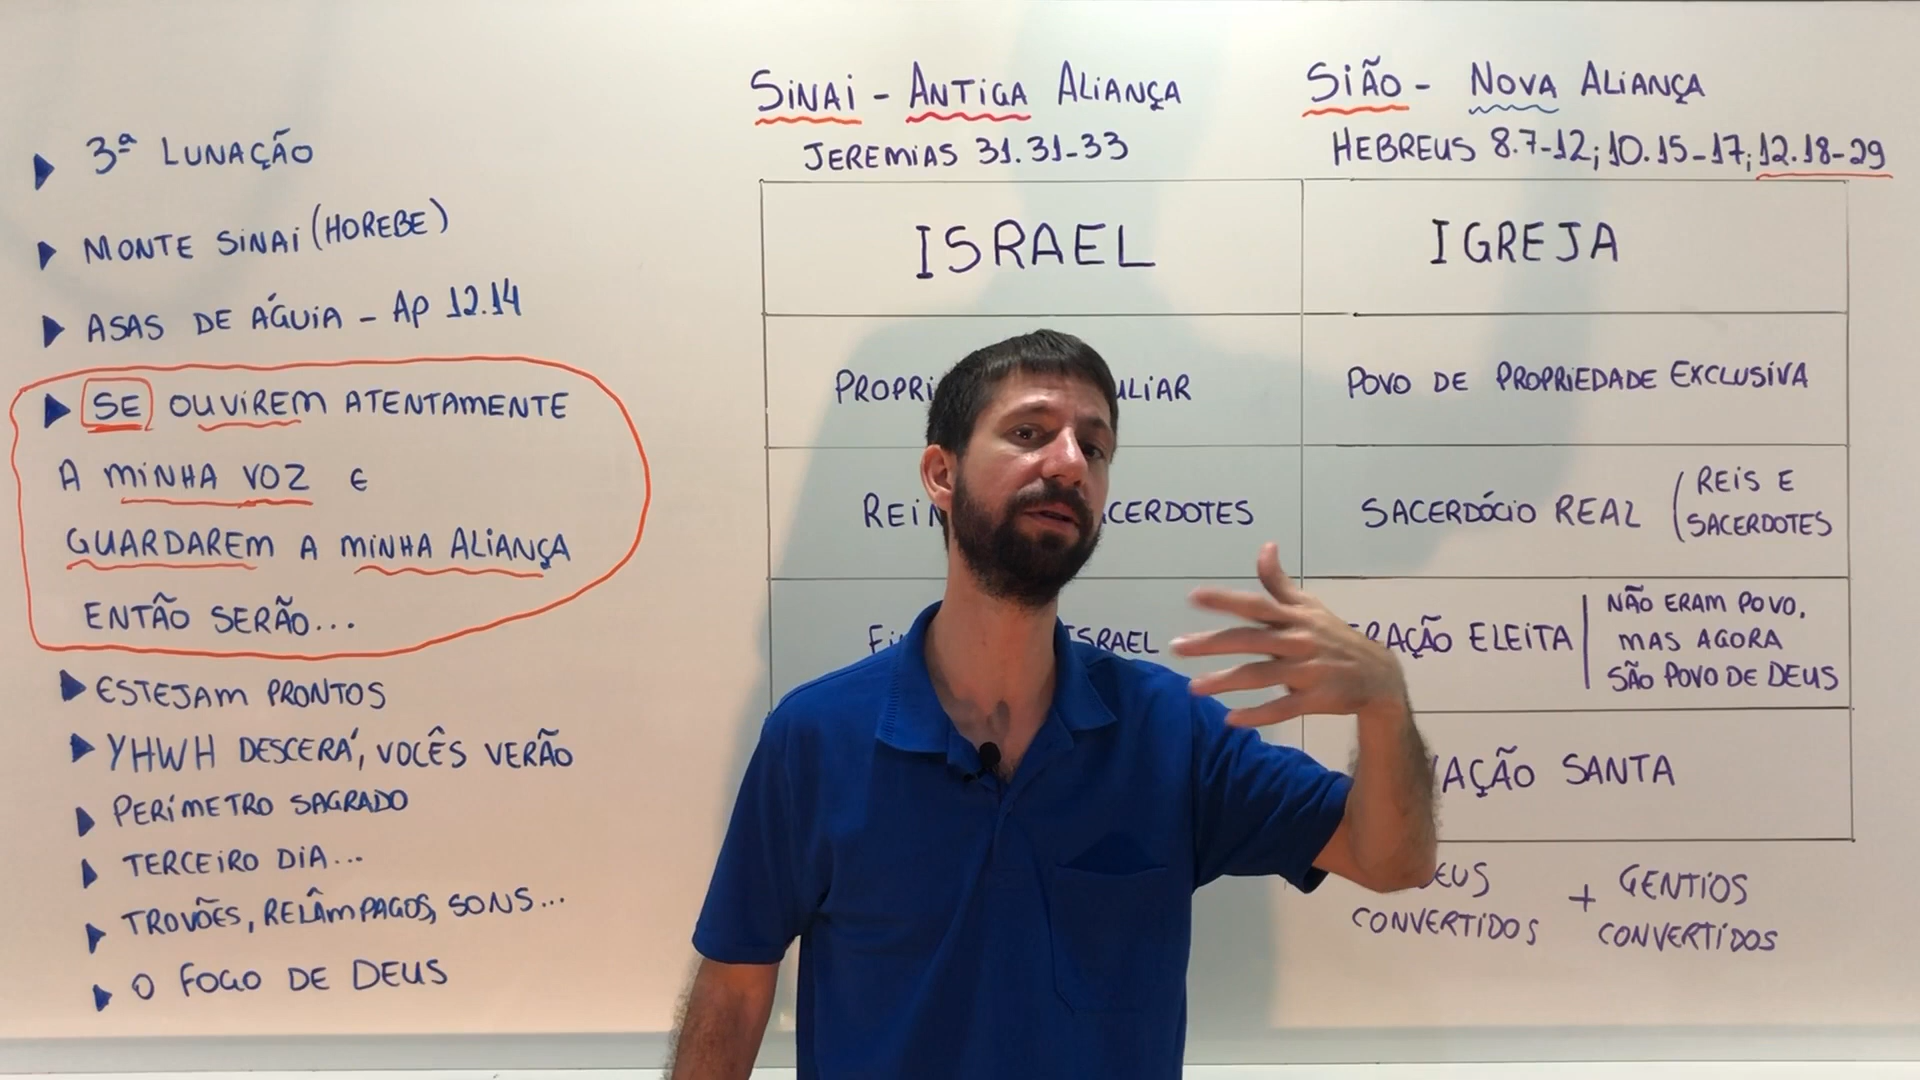 3ª LUNAÇÃO
MONTE SINAI (HOREBE)
ASAS DE ÁGUIA - AP 12.14
SE OUVIREM ATENTAMENTE
A MINHA VOZ E
GUARDAREM A MINHA ALIANÇA
ENTÃO SERÃO...
ESTEJAM PRONTOS
YHWH DESCERÁ, VOCÊS VERÃO
PERÍMETRO SAGRADO
TERCEIRO DIA...
TROVÕES, RELÂMPAGOS, SONS...
O FOGO DE DEUS
SINAI - ANTIGA ALIANÇA
JEREMIAS 31.31-33
SIÃO - NOVA ALIANÇA
HEBREUS 8.7-12; 10.15-17; 12.18-29
ISRAEL
IGREJA
POVO DE PROPRIEDADE EXCLUSIVA
SACERDÓCIO REAL
(REIS E
SACERDOTES
ELEITA
NÃO ERAM POVO,
MAS AGORA
SÃO POVO DE DEUS
SANTA
CONVERTIDOS
+ GENTIOS
CONVERTIDOS